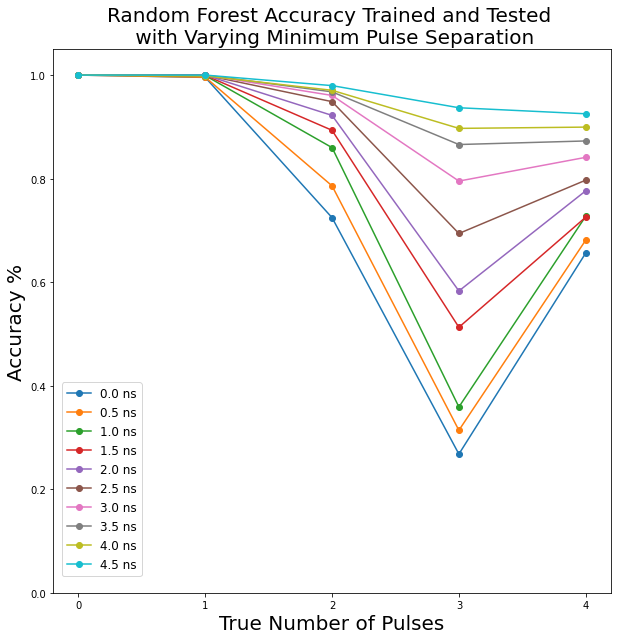 Random Forest Accuracy Trained and Tested
with Varying Minimum Pulse Separation
Accuracy %
1.0
0.8
0.6
0.4
0.2
0.0
0.0 ns
0.5 ns
1.0 ns
1.5 ns
2.0 ns
2.5 ns
3.0 ns
3.5 ns
4.0 ns
4.5 ns
0 1 2 3 4
True Number of Pulses